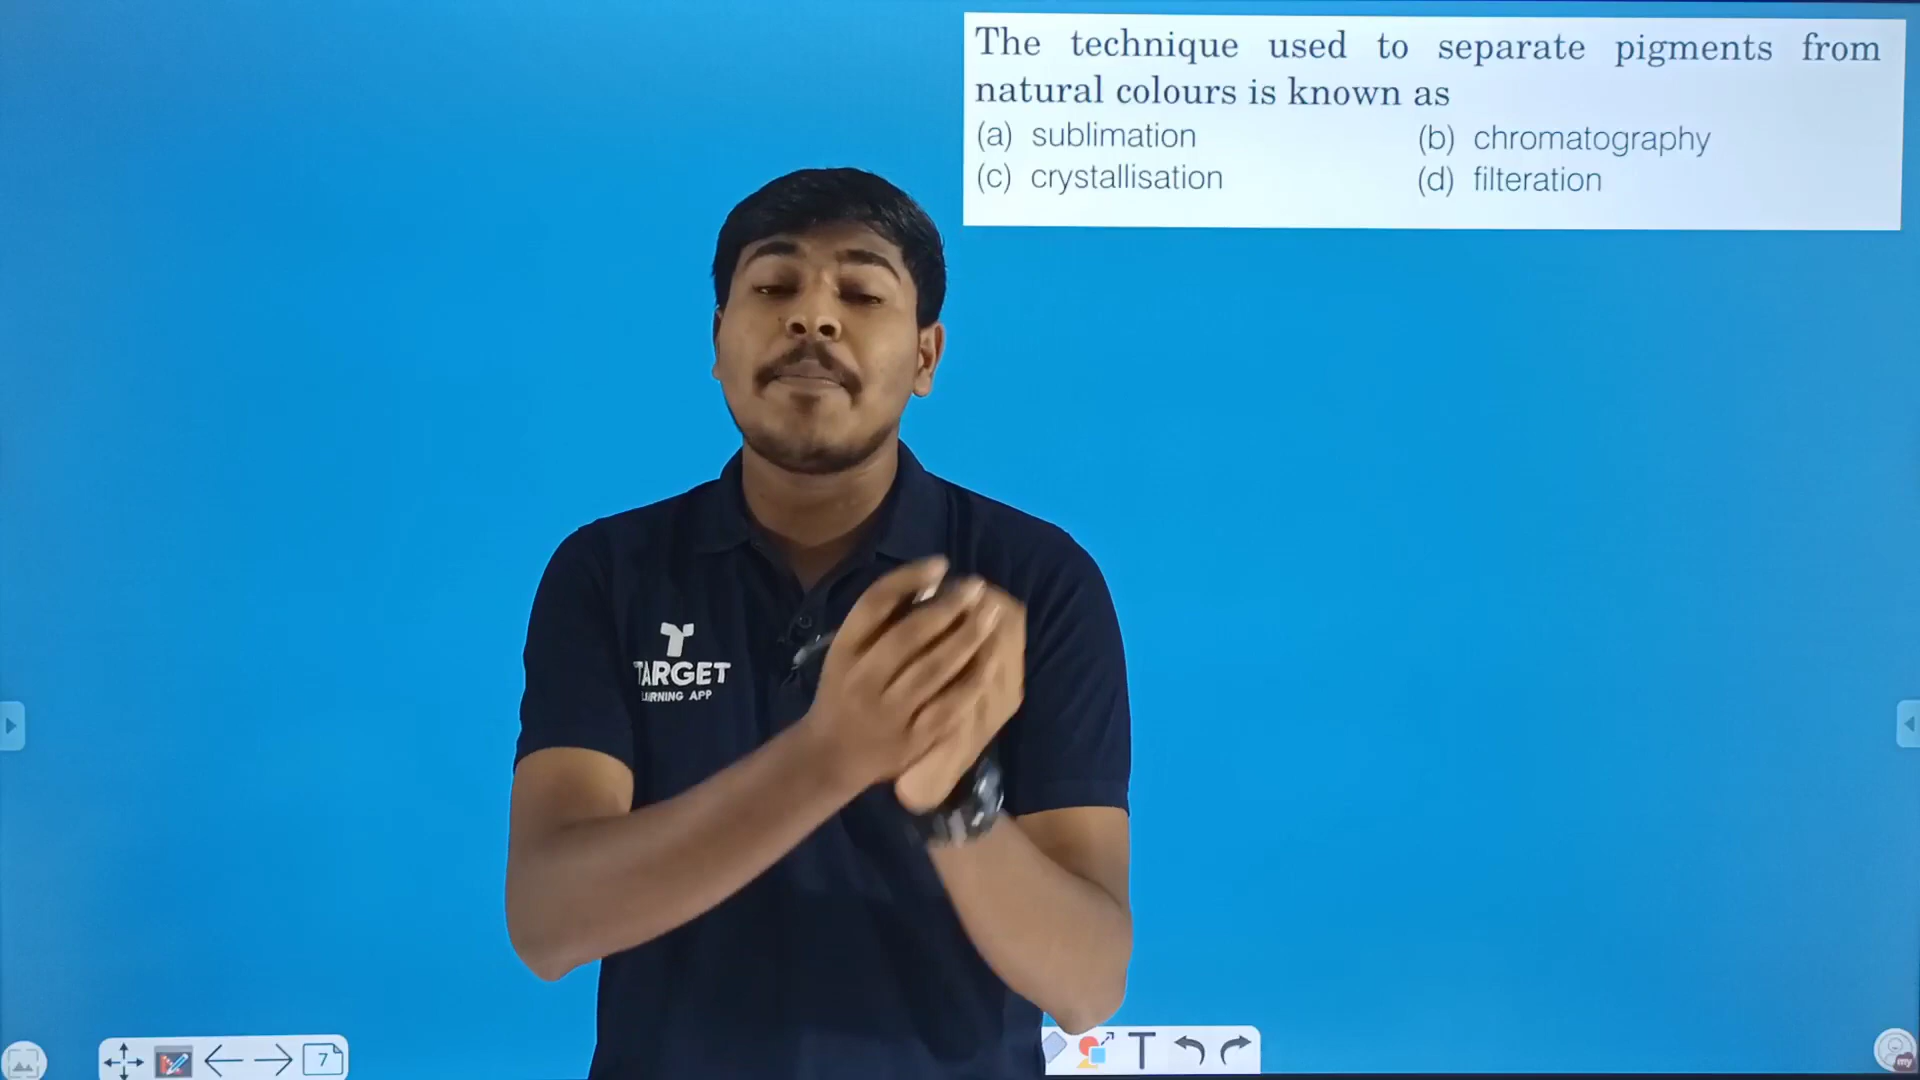 The technique used to separate pigments from
natural colours is known as
(a) sublimation (b) chromatography
(c) crystallisation (d) filteration
TARGET
LEARNING APP
7
T
my